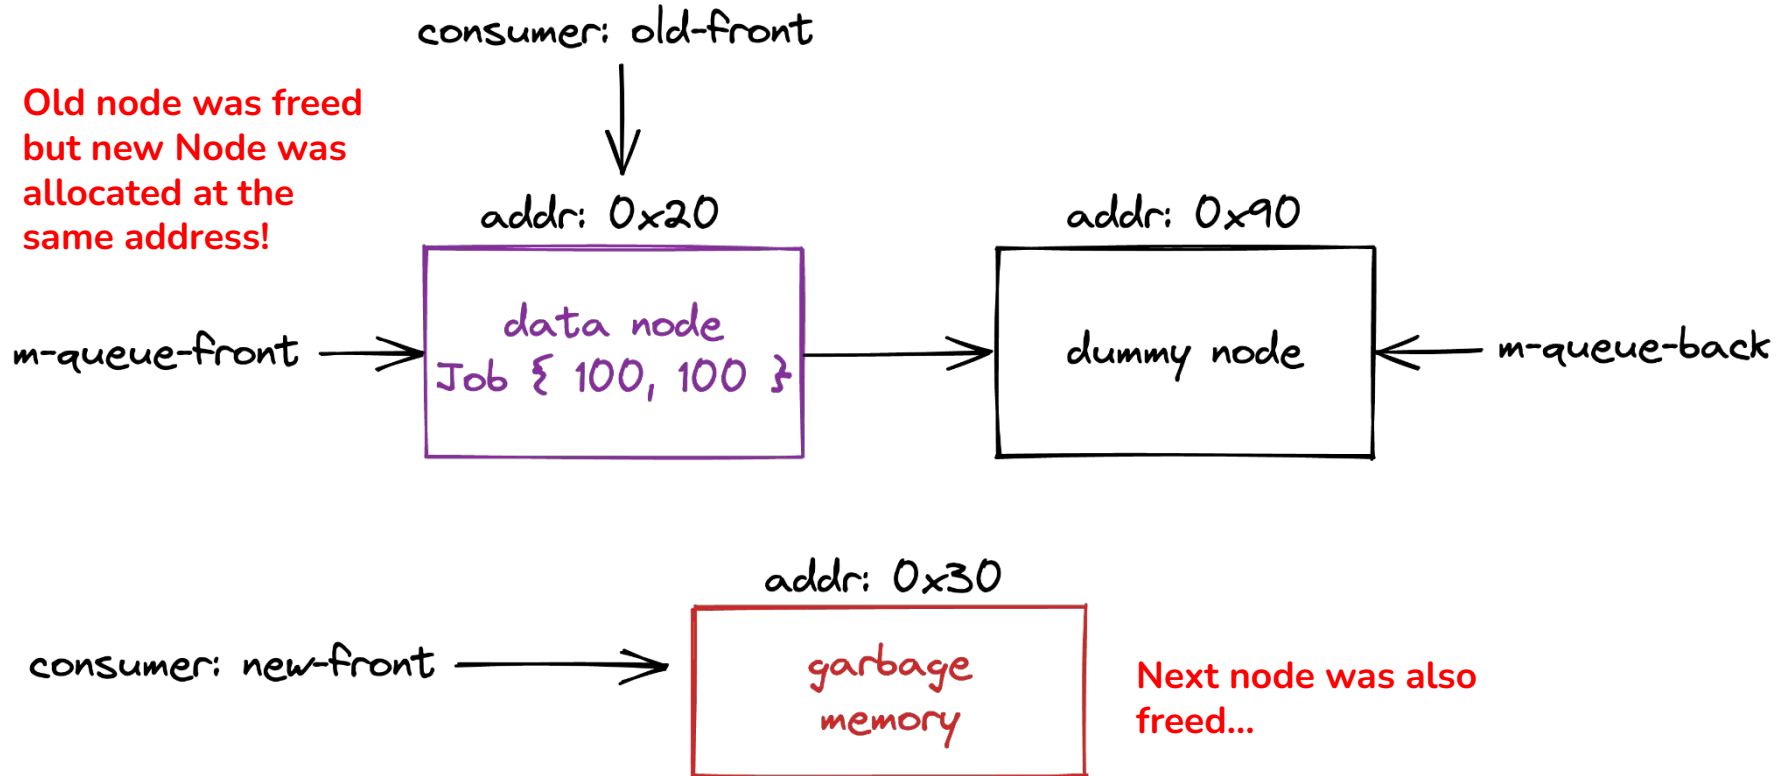 consumer: old-front
Old node was freed
but new Node was
allocated at the
same address!
addr: 0x20
addr: 0x90
m-queue-front
data node
Job { 100, 100 }
dummy node
m-queue-back
addr: 0x30
consumer: new-front
garbage
memory
Next node was also
freed...